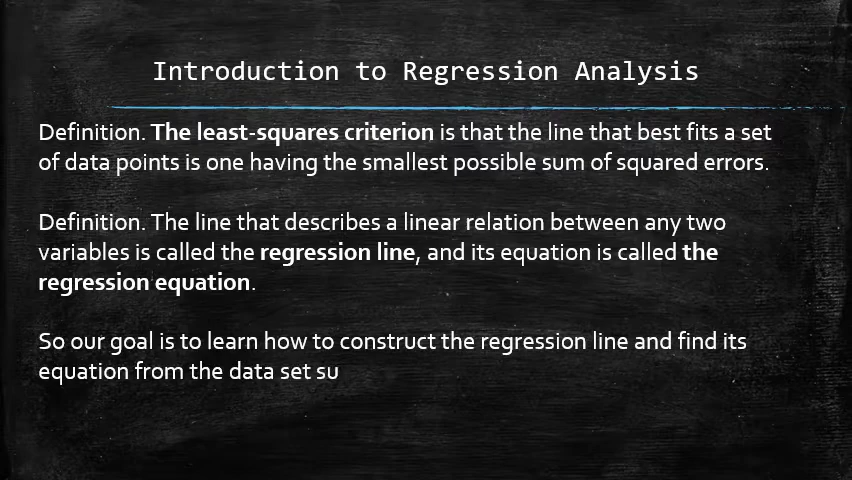 Introduction to Regression Analysis
Definition. The least-squares criterion is that the line that best fits a set
of data points is one having the smallest possible sum of squared errors.
Definition. The line that describes a linear relation between any two
variables is called the regression line, and its equation is called the
regression equation.
So our goal is to learn how to construct the regression line and find its
equation from the data set su